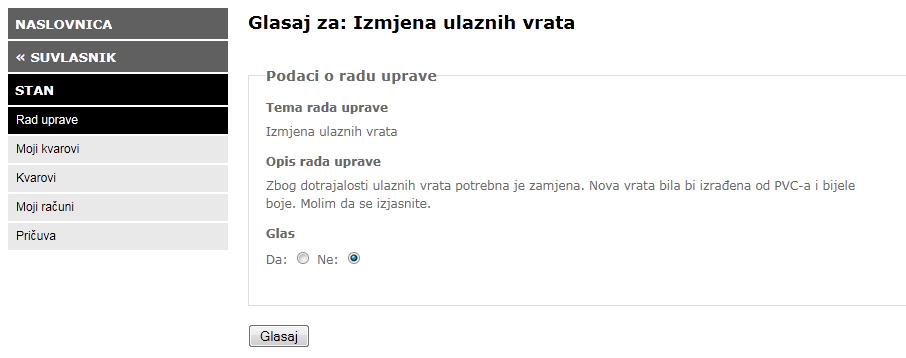 NASLOVNICA
« SUVLASNIK
STAN
Rad uprave
Moji kvarovi
Kvarovi
Moji računi
Pričuva
Glasaj za: Izmjena ulaznih vrata
Podaci o radu uprave
Tema rada uprave
Izmjena ulaznih vrata
Opis rada uprave
Zbog dotrajalosti ulaznih vrata potrebna je zamjena. Nova vrata bila bi izrađena od PVC-a i bijele
boje. Molim da se izjasnite.
Glas
Da: Ne:
Glasaj